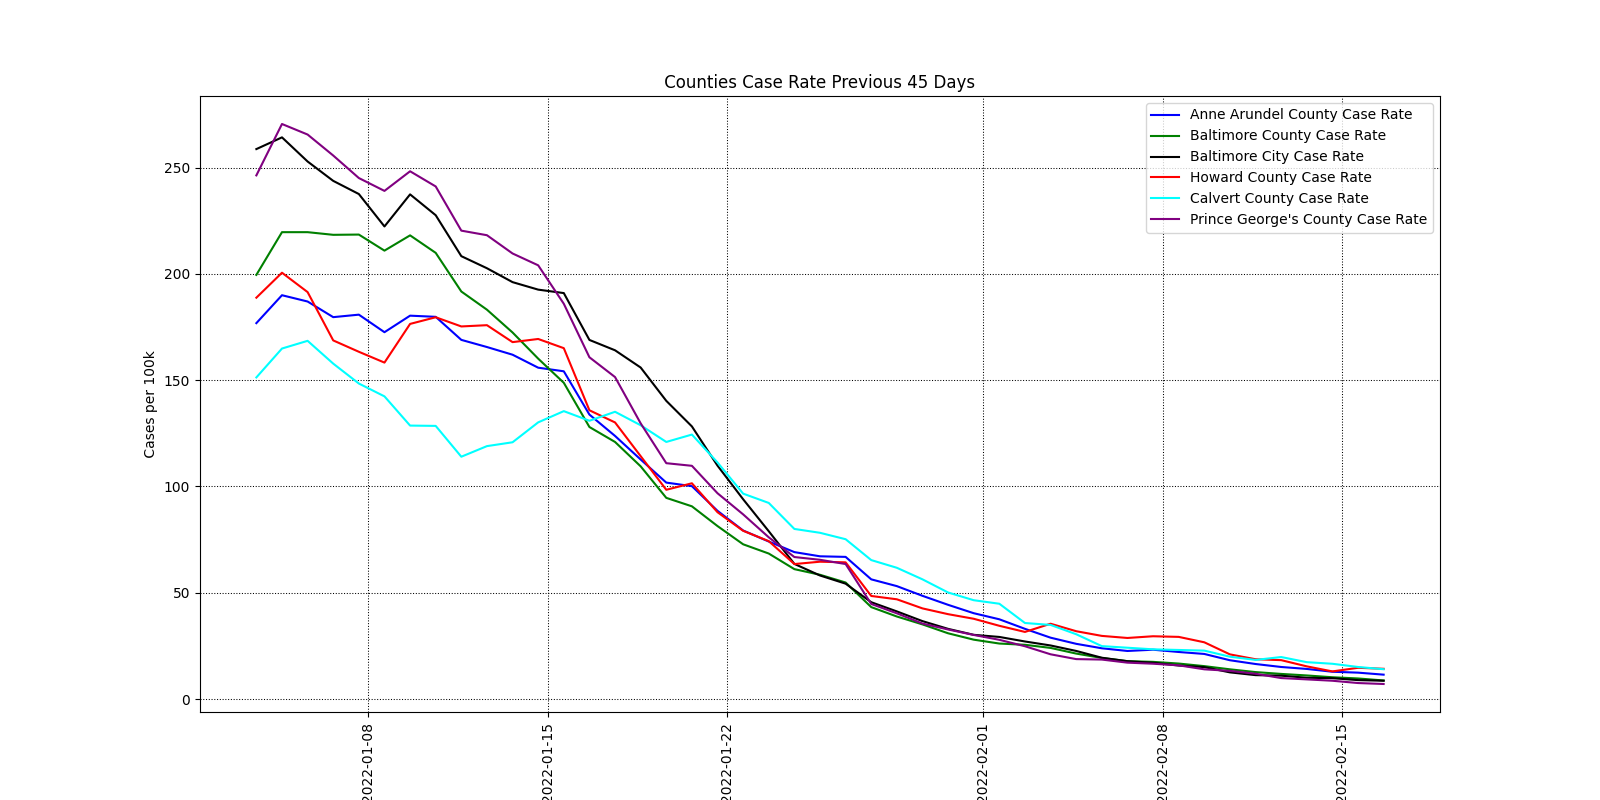 Counties Case Rate Previous 45 Days
Anne Arundel County Case Rate
Baltimore County Case Rate
Baltimore City Case Rate
Howard County Case Rate
Calvert County Case Rate
Prince George's County Case Rate
Cases per 100k
250
200
150
100
50
0
2022-01-08
2022-01-15
2022-01-22
2022-02-01
2022-02-08
2022-02-15